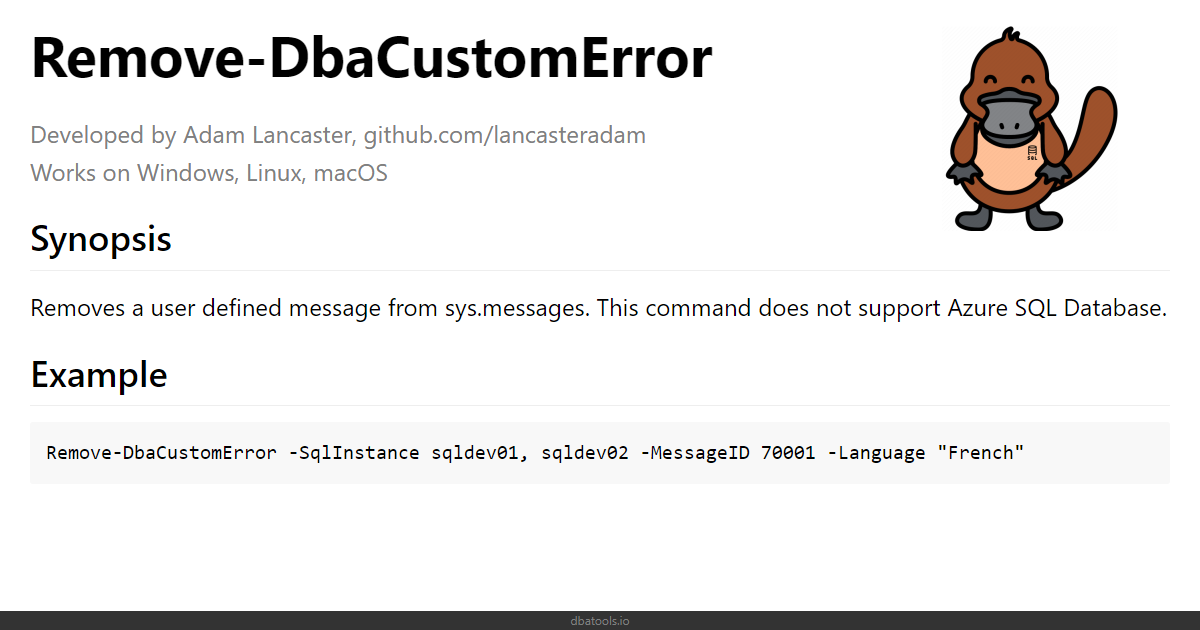 Remove-DbaCustomError
Developed by Adam Lancaster, github.com/lancasteradam
Works on Windows, Linux, macOS
SQL
Synopsis
Removes a user defined message from sys.messages. This command does not support Azure SQL Database.
Example
Remove-DbaCustomError -SqlInstance sqldev01, sqldev02 -MessageID 70001 -Language "French"
dbatools.io